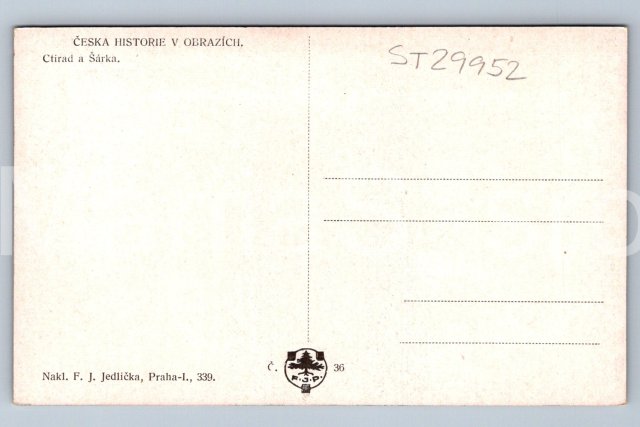 ČESKA HISTORIE V OBRAZÍCH.
Ctirad a Šárka.
ST29952
Nakl. F. J. Jedlička, Praha-I., 339.
Č. 36
F. J. P.